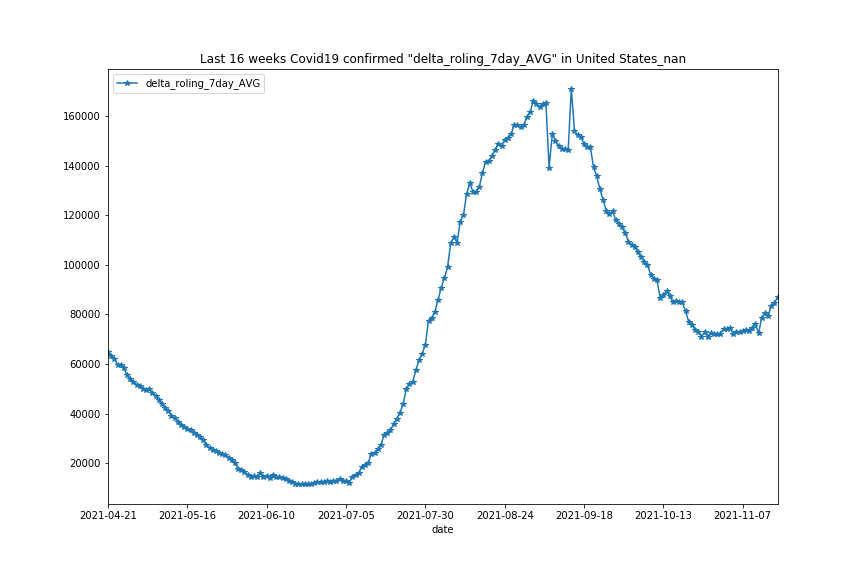 Last 16 weeks Covid19 confirmed "delta_roling_7day_AVG" in United States_nan
delta_roling_7day_AVG
160000
140000
120000
100000
80000
60000
40000
20000
2021-04-21 2021-05-16 2021-06-10 2021-07-05 2021-07-30 2021-08-24 2021-09-18 2021-10-13 2021-11-07
date